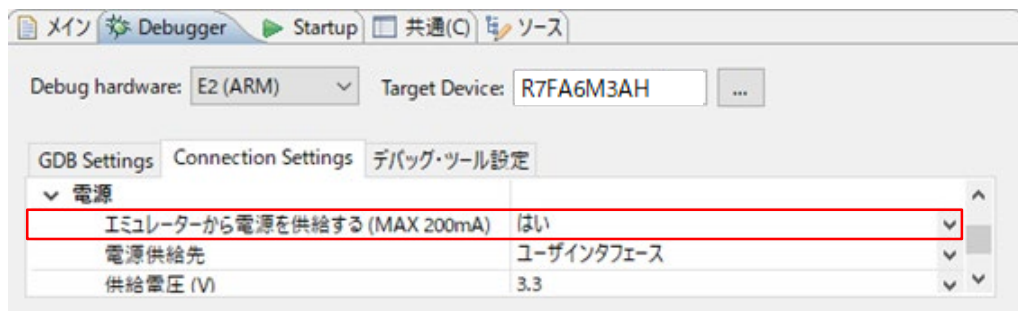 メイン Debugger Startup 共通(C) ソース
Debug hardware: E2 (ARM) Target Device: R7FA6M3AH ...
GDB Settings Connection Settings デバッグ・ツール設定
電源
エミュレーターから電源を供給する (MAX 200mA) はい
電源供給先 ユーザインタフェース
供給電圧 (V) 3.3